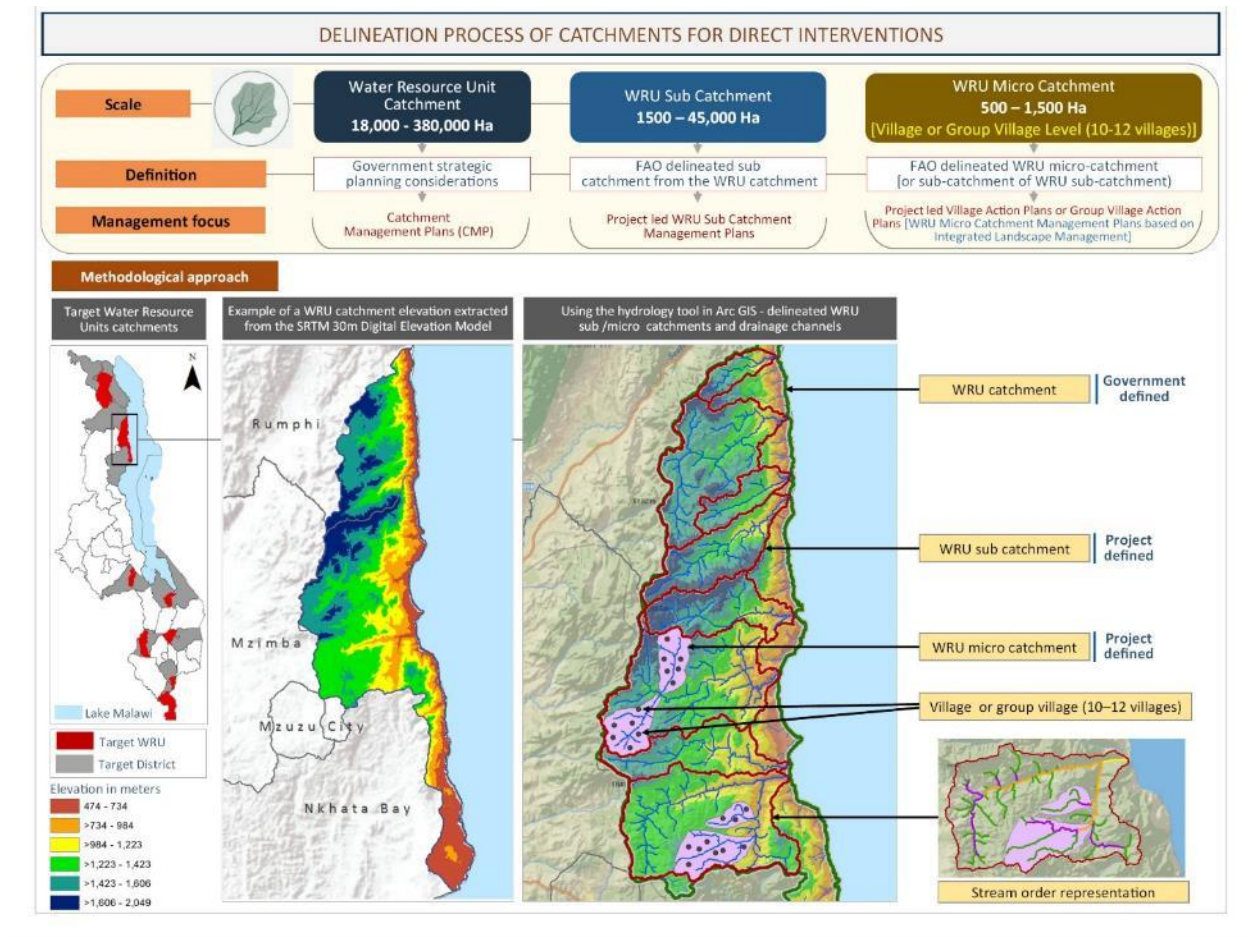 DELINEATION PROCESS OF CATCHMENTS FOR DIRECT INTERVENTIONS
Scale
Water Resource Unit
Catchment
18,000 - 380,000 Ha
WRU Sub Catchment
1500 – 45,000 Ha
WRU Micro Catchment
500 – 1,500 Ha
[Village or Group Village Level (10-12 villages)]
Definition
Government strategic
planning considerations
FAO delineated sub
catchment from the WRU catchment
FAO delineated WRU micro-catchment
[or sub-catchment of WRU sub-catchment)
Management focus
Catchment
Management Plans (CMP)
Project led WRU Sub Catchment
Management Plans
Project led Village Action Plans or Group Village Action
Plans [WRU Micro Catchment Management Plans based on
Integrated Landscape Management]
Methodological approach
Target Water Resource
Units catchments
Example of a WRU catchment elevation extracted
from the SRTM 30m Digital Elevation Model
Using the hydrology tool in Arc GIS - delineated WRU
sub /micro catchments and drainage channels
N
Lake Malawi
Target WRU
Target District
Elevation in meters
474 - 734
>734 - 984
>984 - 1,223
>1,223 - 1,423
>1,423 - 1,606
>1,606 - 2,049
Rumphi
Mzimba
Mzuzu City
Nkhata Bay
WRU catchment
Government
defined
WRU sub catchment
Project
defined
WRU micro catchment
Project
defined
Village or group village (10–12 villages)
Stream order representation